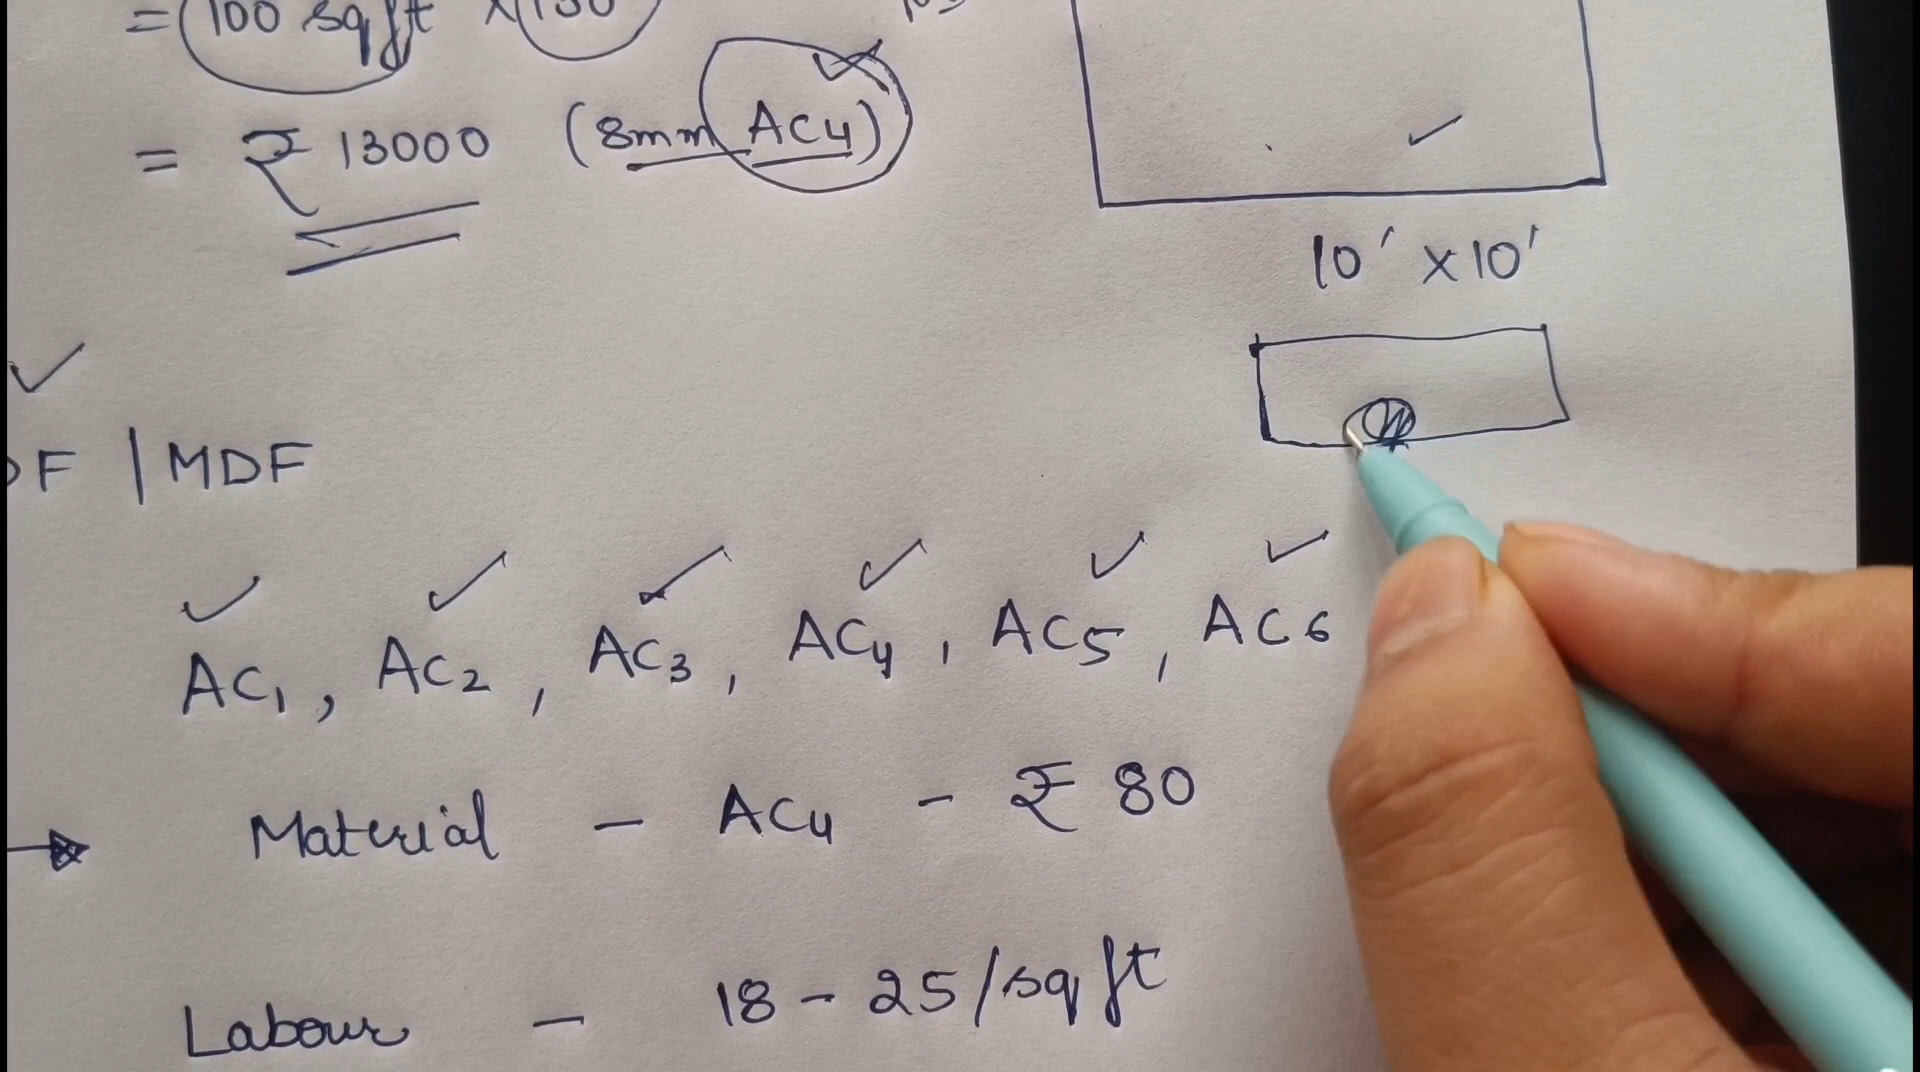 = 100 sqft x 130
= ₹ 13000 (8mm AC4)
10' x 10'
DF | MDF
AC1, AC2, AC3, AC4, AC5, AC6
Material - AC4 - ₹ 80
Labour - 18 - 25/sqft